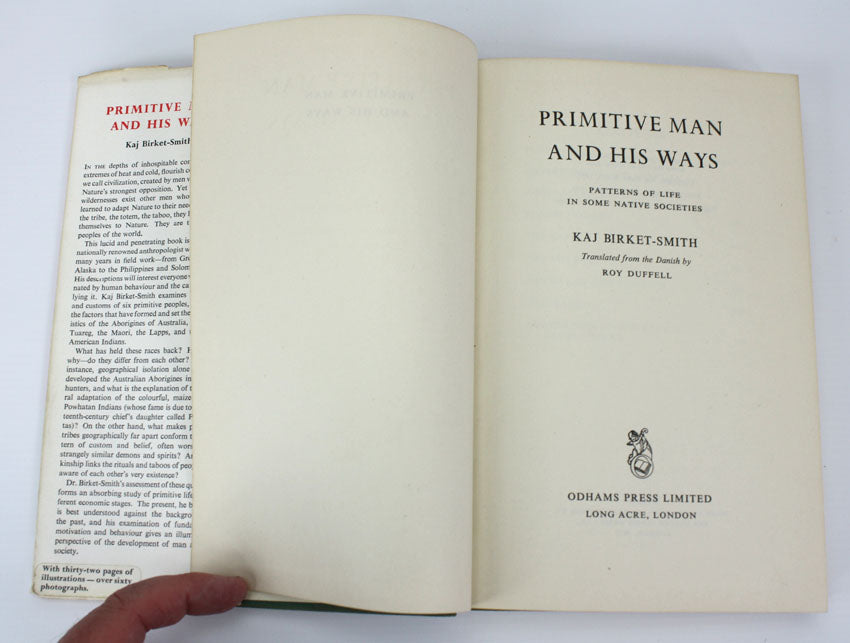 PRIMITIVE
AND HIS
Kaj Birket-Smith
IN THE depths of inhospitable
extremes of heat and cold, flourish
we call civilization, created by men
Nature's strongest opposition. Yet
wildernesses exist other men who
learned to adapt Nature to their
the tribe, the totem, the taboo, they
themselves to Nature. They are
peoples of the world.
This lucid and penetrating book is
nationally renowned anthropologist
many years in field work—from
Alaska to the Philippines and
His descriptions will interest everyone
nated by human behaviour and the
lying it. Kaj Birket-Smith examines
and customs of six primitive peoples,
the factors that have formed and set the
istics of the Aborigines of Australia,
Tuareg, the Maori, the Lapps, and
American Indians.
What has held these races back?
why—do they differ from each other?
instance, geographical isolation alone
developed the Australian Aborigines in
hunters, and what is the explanation of
ral adaptation of the colourful, maize
Powhatan Indians (whose fame is due to
teenth-century chief's daughter called
tas)? On the other hand, what makes
tribes geographically far apart conform
tern of custom and belief, often
strangely similar demons and spirits?
kinship links the rituals and taboos of
aware of each other's very existence?
Dr. Birket-Smith's assessment of these
forms an absorbing study of primitive
ferent economic stages. The present, he
is best understood against the
the past, and his examination of
motivation and behaviour gives an
perspective of the development of man
society.
With thirty-two pages of
illustrations—over sixty
photographs.
PRIMITIVE MAN
AND HIS WAYS
PATTERNS OF LIFE
IN SOME NATIVE SOCIETIES
KAJ BIRKET-SMITH
Translated from the Danish by
ROY DUFFELL
ODHAMS PRESS LIMITED
LONG ACRE, LONDON